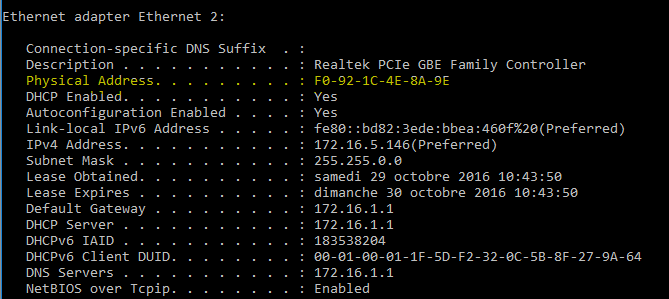 Ethernet adapter Ethernet 2:
Connection-specific DNS Suffix . :
Description . . . . . . . . . . . : Realtek PCIe GBE Family Controller
Physical Address. . . . . . . . . : F0-92-1C-4E-8A-9E
DHCP Enabled. . . . . . . . . . . : Yes
Autoconfiguration Enabled . . . . : Yes
Link-local IPv6 Address . . . . . : fe80::bd82:3ede:bbea:460f%20(Preferred)
IPv4 Address. . . . . . . . . . . : 172.16.5.146(Preferred)
Subnet Mask . . . . . . . . . . . : 255.255.0.0
Lease Obtained. . . . . . . . . . : samedi 29 octobre 2016 10:43:50
Lease Expires . . . . . . . . . . : dimanche 30 octobre 2016 10:43:50
Default Gateway . . . . . . . . . : 172.16.1.1
DHCP Server . . . . . . . . . . . : 172.16.1.1
DHCPv6 IAID . . . . . . . . . . . : 183538204
DHCPv6 Client DUID. . . . . . . . : 00-01-00-01-1F-5D-F2-32-0C-5B-8F-27-9A-64
DNS Servers . . . . . . . . . . . : 172.16.1.1
NetBIOS over Tcpip. . . . . . . . : Enabled